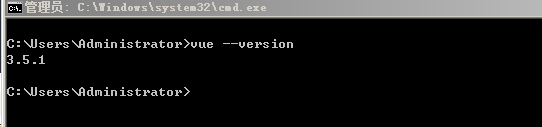 管理员: C:\Windows\system32\cmd.exe
C:\Users\Administrator>vue --version
3.5.1
C:\Users\Administrator>